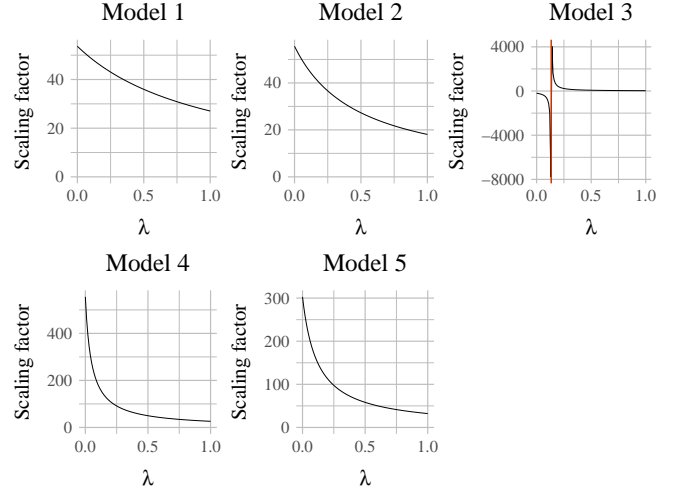 Model 1
Model 2
Model 3
Scaling factor
40
20
0
0.0
0.5
1.0
λ
Scaling factor
40
20
0
0.0
0.5
1.0
λ
Scaling factor
4000
0
−4000
−8000
0.0
0.5
1.0
λ
Model 4
Model 5
Scaling factor
400
200
0
0.0
0.5
1.0
λ
Scaling factor
300
200
100
0
0.0
0.5
1.0
λ